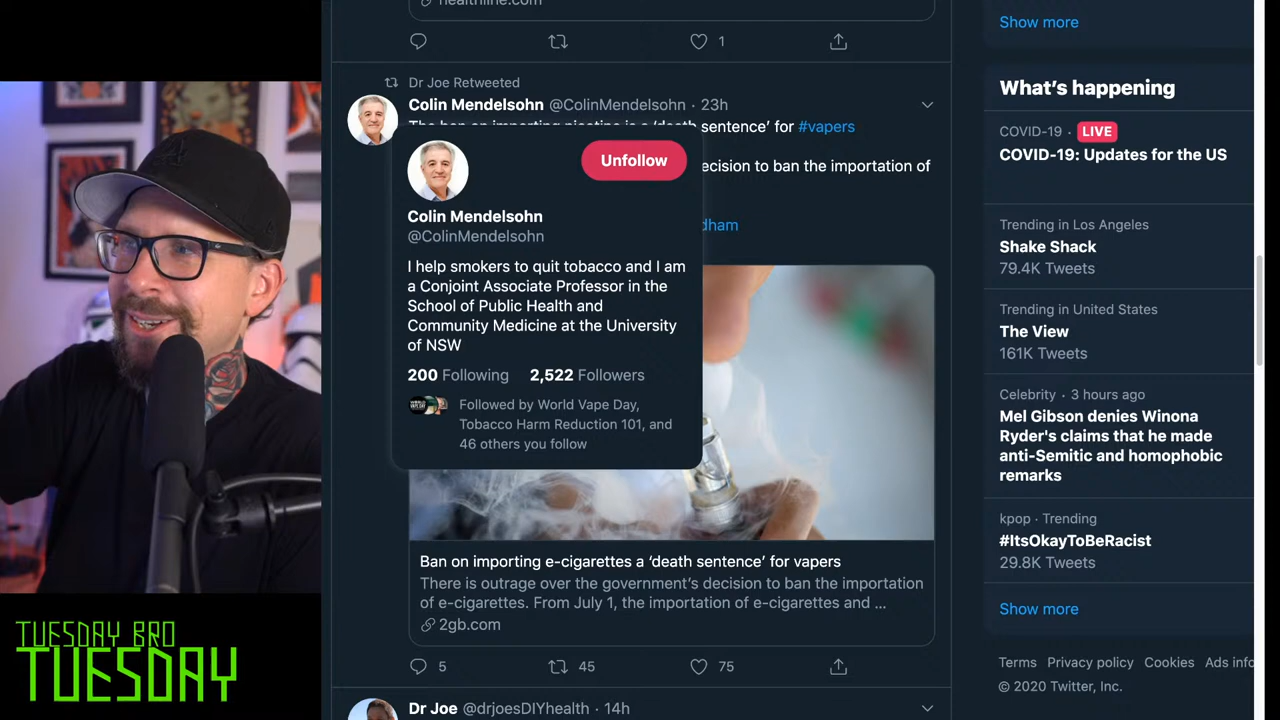 healthline.com
1
Dr Joe Retweeted
Colin Mendelsohn @ColinMendelsohn · 23h
The ban on importing nicotine is a 'death sentence' for #vapers
ecision to ban the importation of
dham
Unfollow
Colin Mendelsohn
@ColinMendelsohn
I help smokers to quit tobacco and I am
a Conjoint Associate Professor in the
School of Public Health and
Community Medicine at the University
of NSW
200 Following 2,522 Followers
Followed by World Vape Day,
Tobacco Harm Reduction 101, and
46 others you follow
Ban on importing e-cigarettes a 'death sentence' for vapers
There is outrage over the government's decision to ban the importation
of e-cigarettes. From July 1, the importation of e-cigarettes and ...
2gb.com
5 45 75
Dr Joe @drjoesDIYhealth · 14h
Show more
What's happening
COVID-19 · LIVE
COVID-19: Updates for the US
Trending in Los Angeles
Shake Shack
79.4K Tweets
Trending in United States
The View
161K Tweets
Celebrity · 3 hours ago
Mel Gibson denies Winona
Ryder's claims that he made
anti-Semitic and homophobic
remarks
kpop · Trending
#ItsOkayToBeRacist
29.8K Tweets
Show more
Terms Privacy policy Cookies Ads info
© 2020 Twitter, Inc.
TUESDAY BRO
TUESDAY